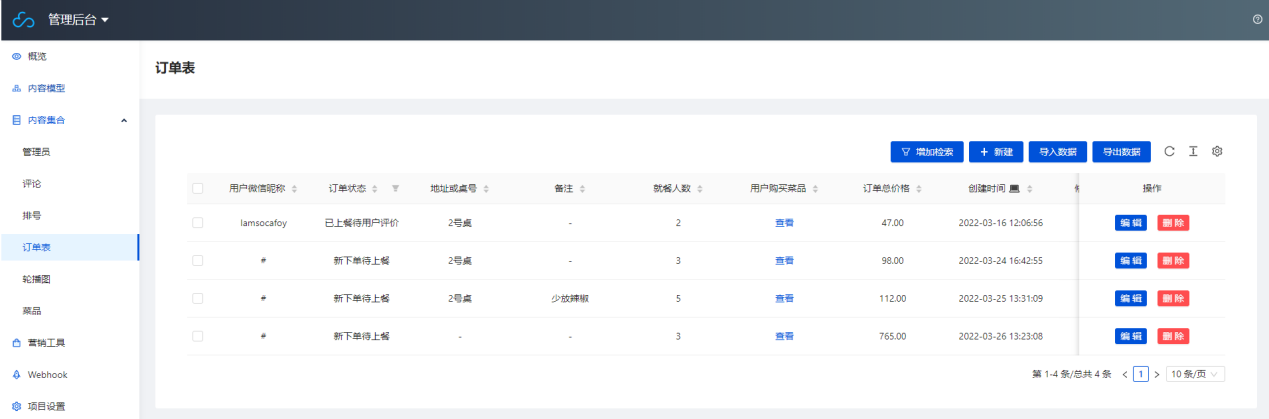 管理后台
概览
内容模型
内容集合
管理员
评论
排号
订单表
轮播图
菜品
营销工具
Webhook
项目设置
订单表
增加检索 + 新建 导入数据 导出数据
用户微信昵称 订单状态 地址或桌号 备注 就餐人数 用户购买菜品 订单总价格 创建时间 操作
Iamsocafoy 已上餐待用户评价 2号桌 - 2 查看 47.00 2022-03-16 12:06:56 编辑 删除
# 新下单待上餐 2号桌 - 3 查看 98.00 2022-03-24 16:42:55 编辑 删除
# 新下单待上餐 2号桌 少放辣椒 5 查看 112.00 2022-03-25 13:31:09 编辑 删除
# 新下单待上餐 - - 3 查看 765.00 2022-03-26 13:23:08 编辑 删除
第 1-4 条/总共 4 条 < 1 > 10 条/页